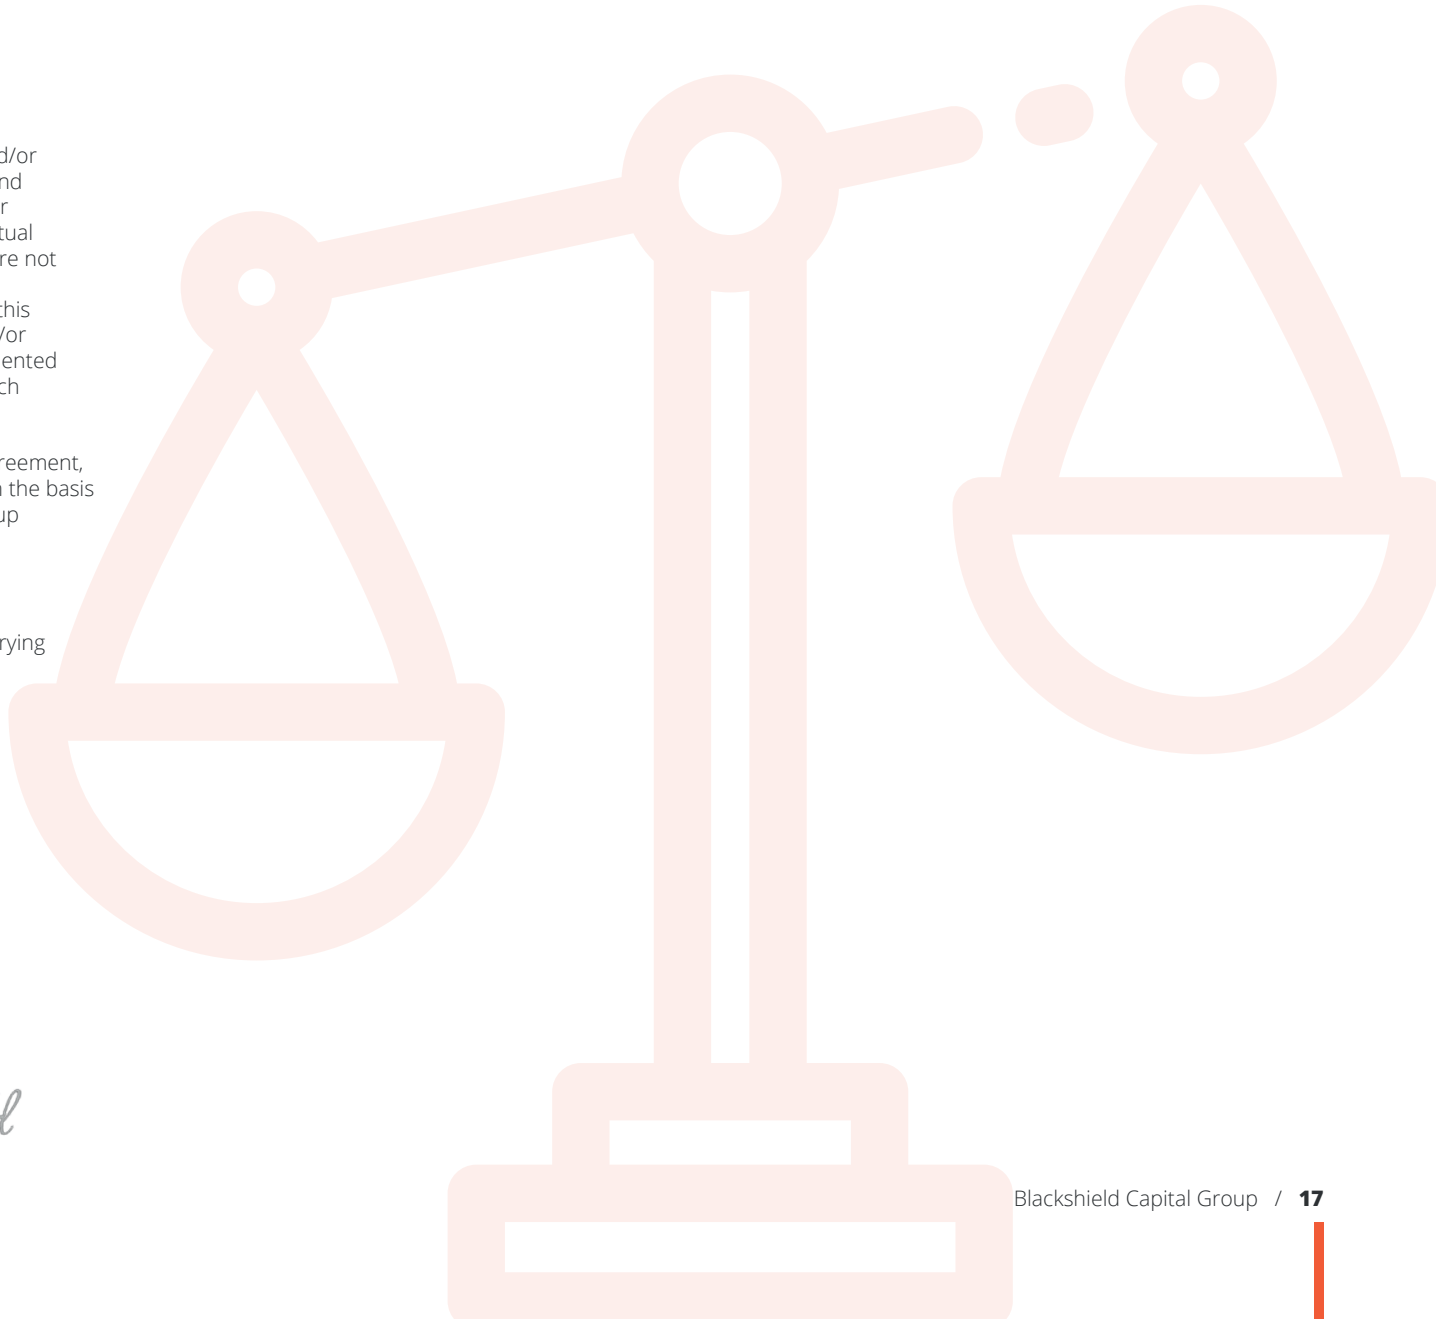 d/or
nd
r
tual
re not
this
/or
ented
ch
reement,
n the basis
up
rying
d
Blackshield Capital Group / 17